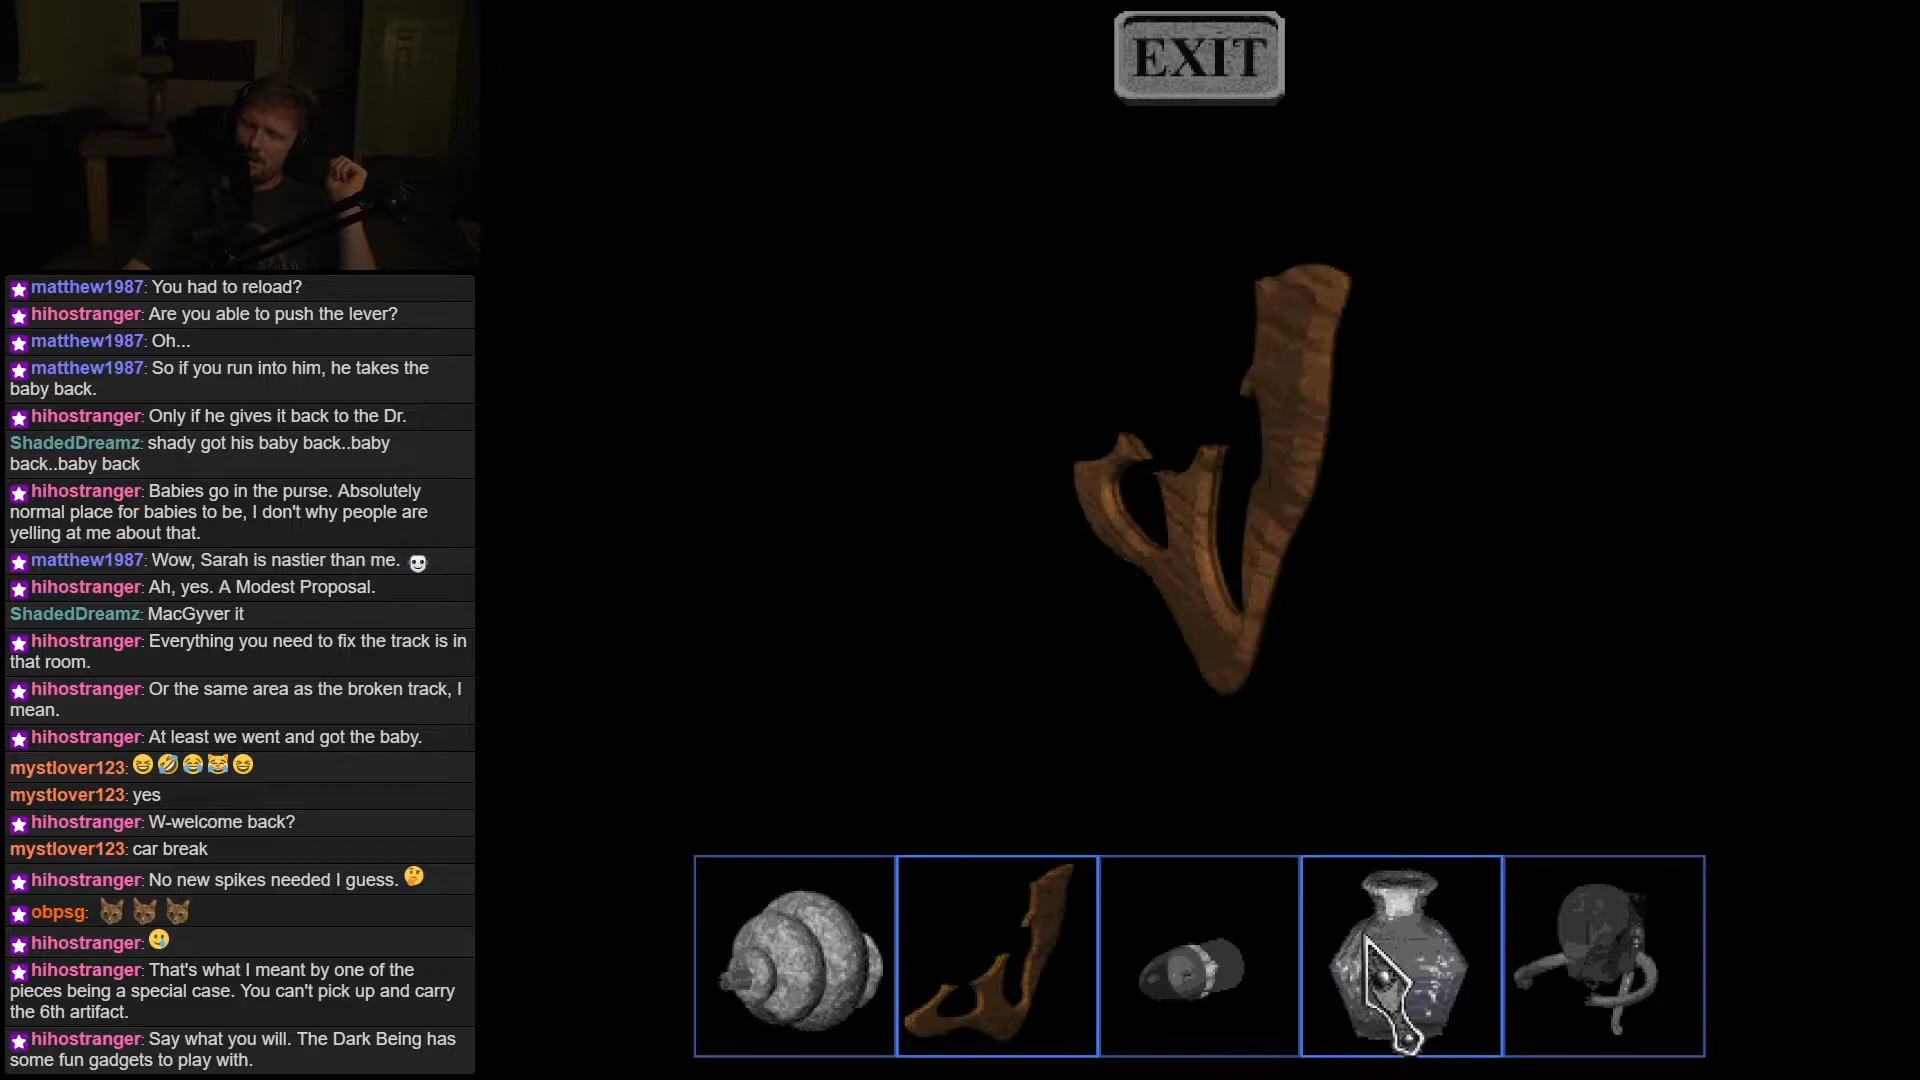 EXIT
matthew1987: You had to reload?
hihostranger: Are you able to push the lever?
matthew1987: Oh...
matthew1987: So if you run into him, he takes the
baby back.
hihostranger: Only if he gives it back to the Dr.
ShadedDreamz: shady got his baby back..baby
back..baby back
hihostranger: Babies go in the purse. Absolutely
normal place for babies to be, I don't why people are
yelling at me about that.
matthew1987: Wow, Sarah is nastier than me.
hihostranger: Ah, yes. A Modest Proposal.
ShadedDreamz: MacGyver it
hihostranger: Everything you need to fix the track is in
that room.
hihostranger: Or the same area as the broken track, I
mean.
hihostranger: At least we went and got the baby.
mystlover123: 😆🤣😂😹😆
mystlover123: yes
hihostranger: W-welcome back?
mystlover123: car break
hihostranger: No new spikes needed I guess. 🤔
obpsg:
hihostranger: 🥲
hihostranger: That's what I meant by one of the
pieces being a special case. You can't pick up and carry
the 6th artifact.
hihostranger: Say what you will. The Dark Being has
some fun gadgets to play with.